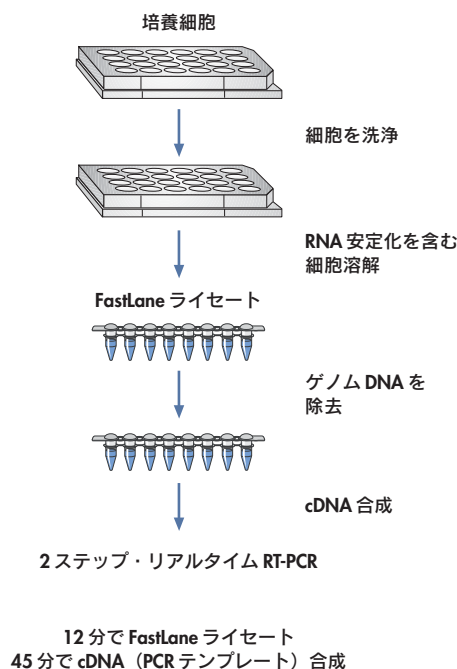 培養細胞
細胞を洗浄
RNA 安定化を含む
細胞溶解
FastLane ライセート
ゲノム DNA を
除去
cDNA 合成
2 ステップ・リアルタイム RT-PCR
12 分で FastLane ライセート
45 分で cDNA（PCR テンプレート）合成